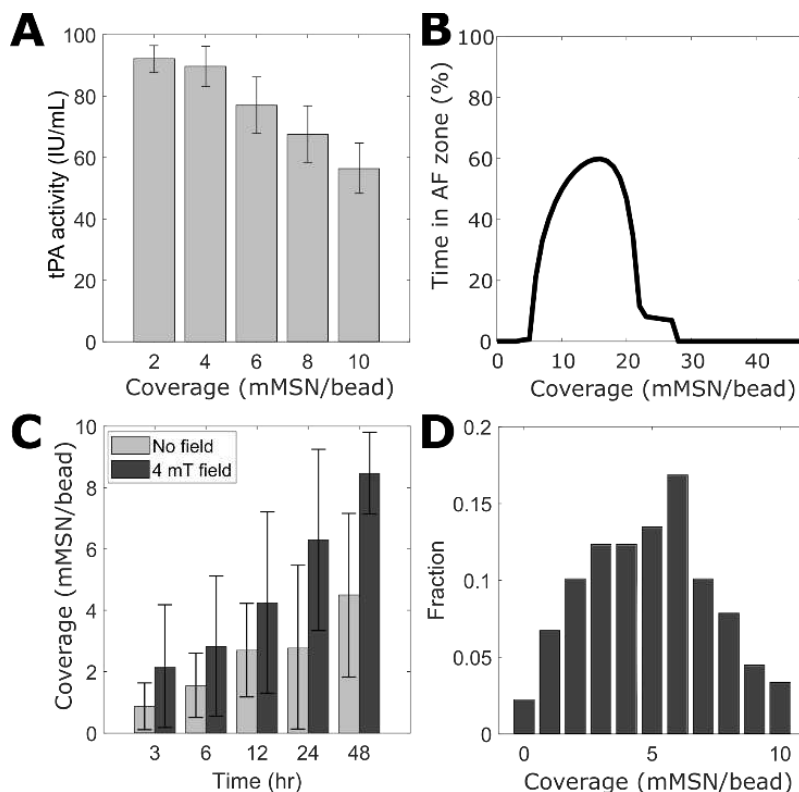 A
tPA activity (IU/mL)
100
80
60
40
20
0
2 4 6 8 10
Coverage (mMSN/bead)
B
Time in AF zone (%)
100
80
60
40
20
0
0 10 20 30 40
Coverage (mMSN/bead)
C
Coverage (mMSN/bead)
10
8
6
4
2
0
No field
4 mT field
3 6 12 24 48
Time (hr)
D
Fraction
0.2
0.15
0.1
0.05
0
0 5 10
Coverage (mMSN/bead)